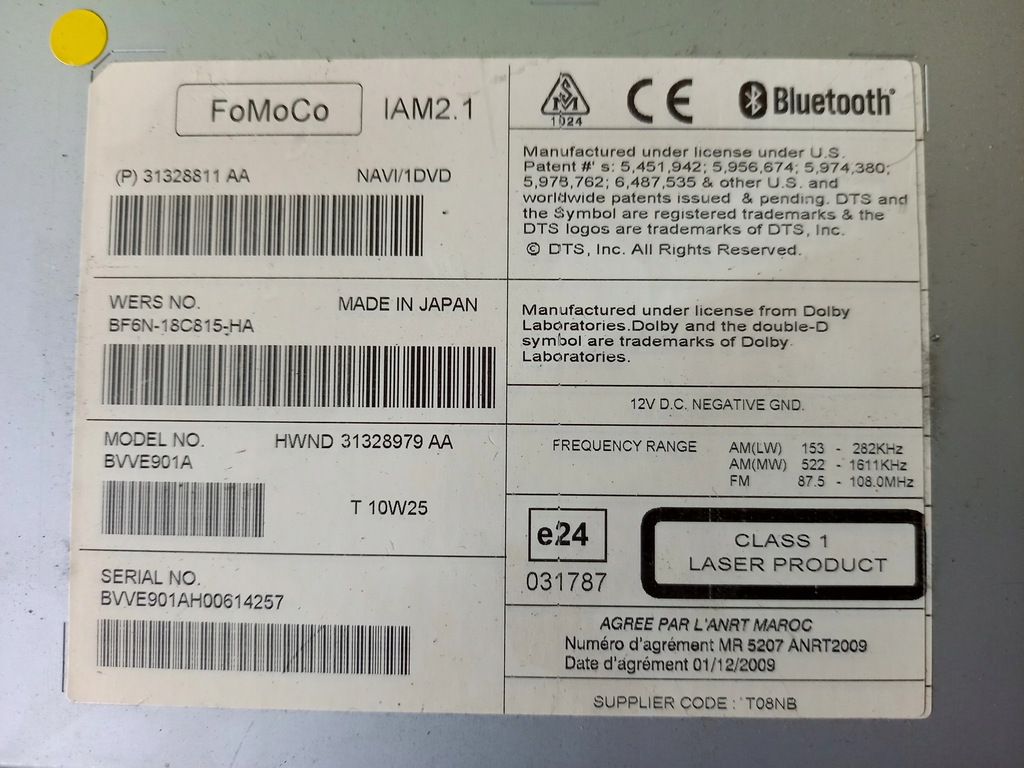 FoMoCo IAM2.1
(P) 31328811 AA NAVI/1DVD
WERS NO. MADE IN JAPAN
BF6N-18C815-HA
MODEL NO. HWND 31328979 AA
BVVE901A
T 10W25
SERIAL NO.
BVVE901AH00614257
S
M
1024
CE
Bluetooth®
Manufactured under license under U.S.
Patent #' s: 5,451,942; 5,956,674; 5,974,380;
5,978,762; 6,487,535 & other U.S. and
worldwide patents issued & pending. DTS and
the Symbol are registered trademarks & the
DTS logos are trademarks of DTS, Inc.
© DTS, Inc. All Rights Reserved.
Manufactured under license from Dolby
Laboratories.Dolby and the double-D
symbol are trademarks of Dolby
Laboratories.
12V D.C. NEGATIVE GND.
FREQUENCY RANGE AM(LW) 153 - 282KHz
AM(MW) 522 - 1611KHz
FM 87.5 - 108.0MHz
e24
031787
CLASS 1
LASER PRODUCT
AGREE PAR L'ANRT MAROC
Numéro d'agrément MR 5207 ANRT2009
Date d'agrément 01/12/2009
SUPPLIER CODE : T08NB